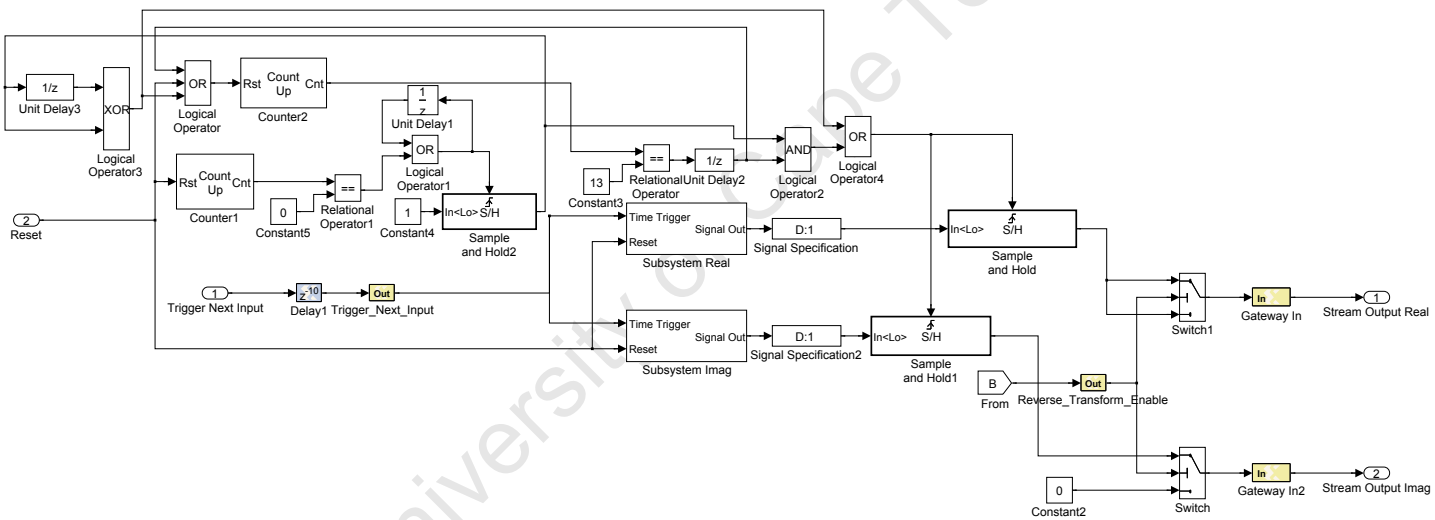 1/z
Unit Delay3
XOR
Logical
Operator3
OR
Logical
Operator
Rst
Count
Up
Cnt
Counter2
1
z
Unit Delay1
OR
Logical
Operator1
Rst
Count
Up
Cnt
Counter1
0
Constant5
==
Relational
Operator1
1
Constant4
In<Lo>
S/H
Sample
and Hold2
2
Reset
13
Constant3
==
Relational
Operator
1/z
Unit Delay2
AND
Logical
Operator2
OR
Logical
Operator4
Time Trigger
Signal Out
Reset
Subsystem Real
D:1
Signal Specification
In<Lo>
S/H
Sample
and Hold
1
Trigger Next Input
z-10
Delay1
Out
Trigger_Next_Input
Time Trigger
Signal Out
Reset
Subsystem Imag
D:1
Signal Specification2
In<Lo>
S/H
Sample
and Hold1
Switch1
In
Gateway In
1
Stream Output Real
B
From
Out
Reverse_Transform_Enable
0
Constant2
Switch
In
Gateway In2
2
Stream Output Imag
University of Cape To